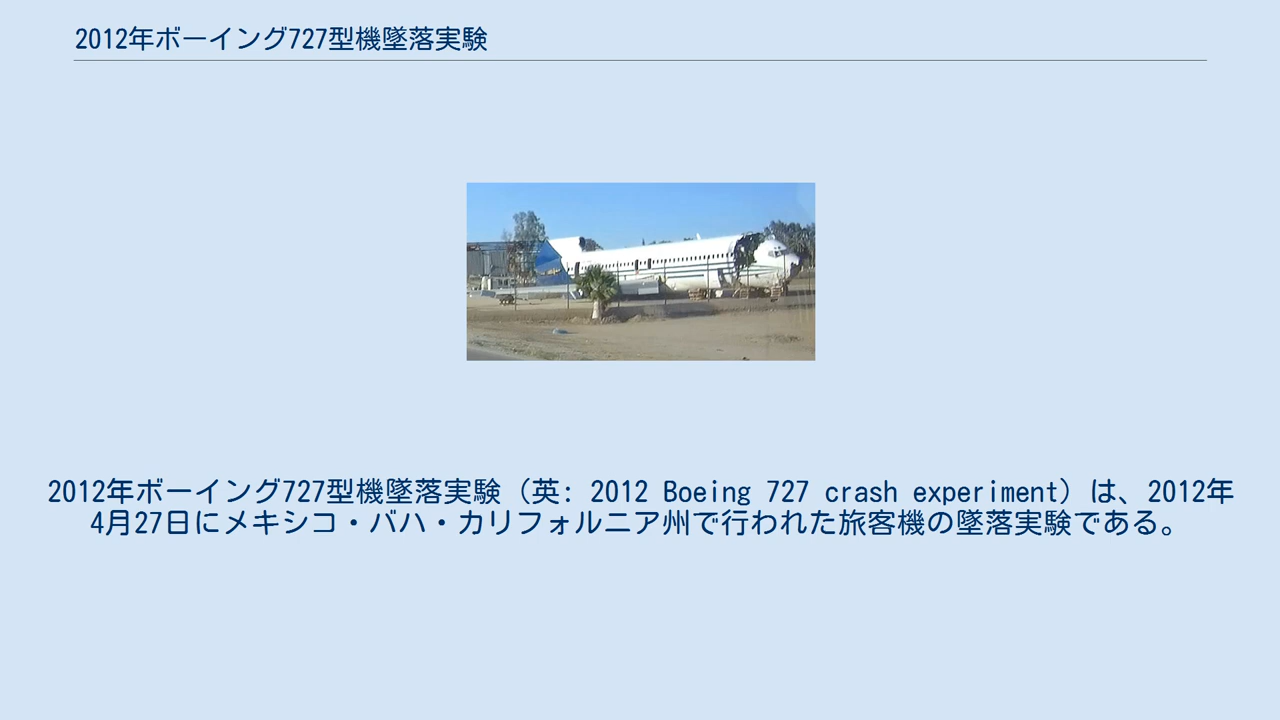 2012年ボーイング727型機墜落実験
2012年ボーイング727型機墜落実験（英: 2012 Boeing 727 crash experiment）は、2012年
4月27日にメキシコ・バハ・カリフォルニア州で行われた旅客機の墜落実験である。